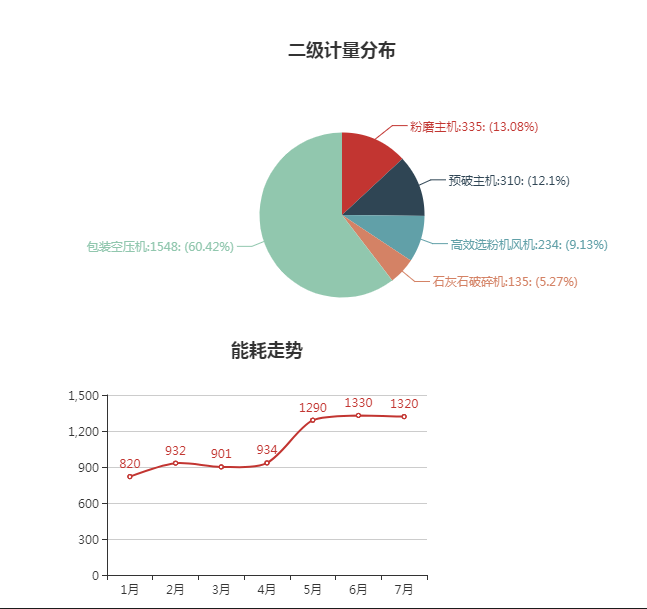 二级计量分布
粉磨主机:335: (13.08%)
预破主机:310: (12.1%)
高效选粉机风机:234: (9.13%)
包装空压机:1548: (60.42%)
石灰石破碎机:135: (5.27%)
能耗走势
1,500
1,200
900
600
300
0
820
932
901
934
1290
1330
1320
1月 2月 3月 4月 5月 6月 7月